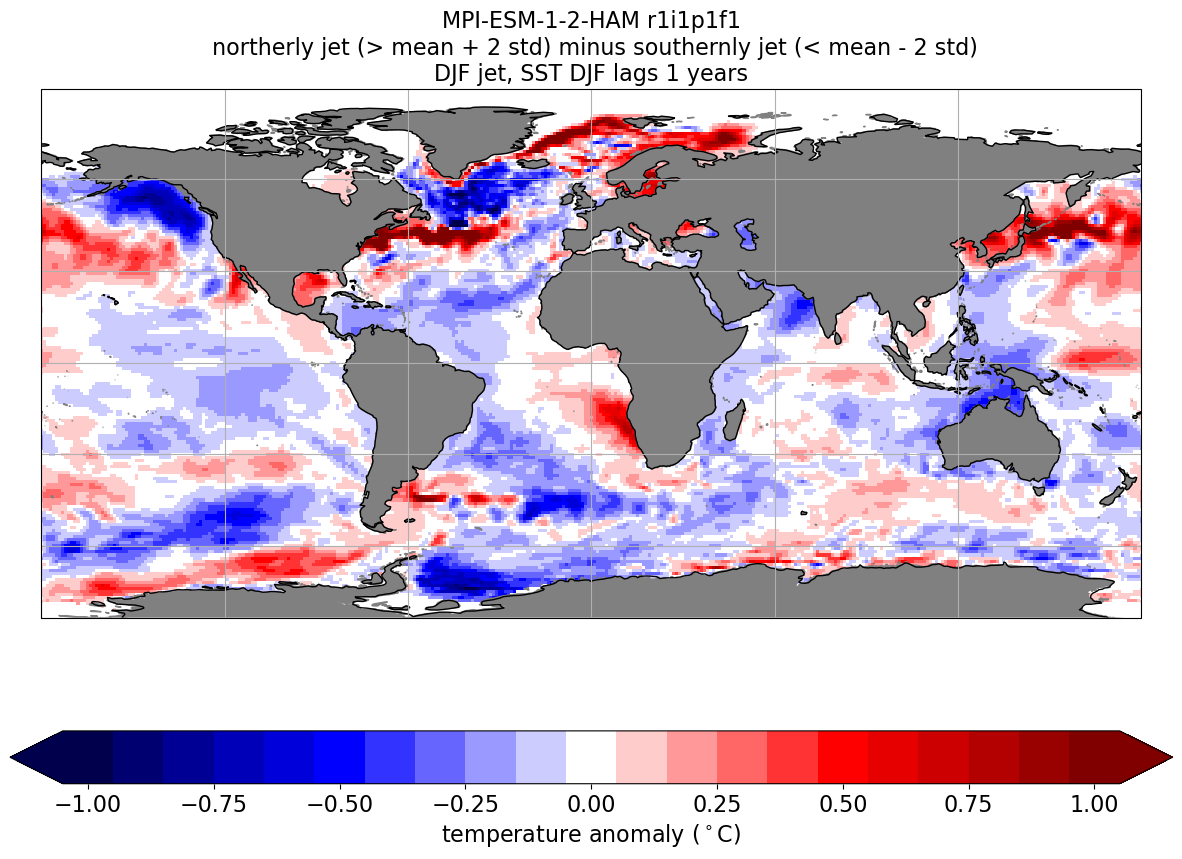 MPI-ESM-1-2-HAM r1i1p1f1
northerly jet (> mean + 2 std) minus southernly jet (< mean - 2 std)
DJF jet, SST DJF lags 1 years
−1.00 −0.75 −0.50 −0.25 0.00 0.25 0.50 0.75 1.00
temperature anomaly (°C)